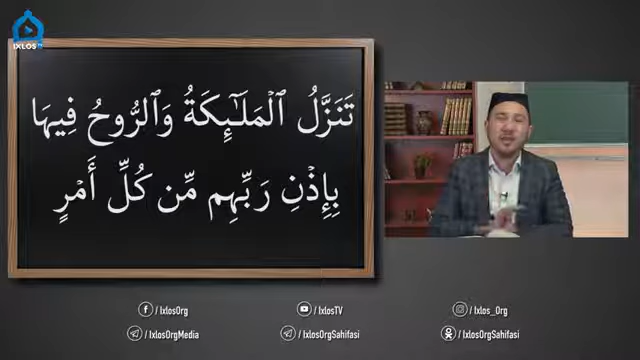 IXLOS
تَنَزَّلُ ٱلْمَلَـٰٓئِكَةُ وَٱلرُّوحُ فِيهَا
بِإِذْنِ رَبِّهِم مِّن كُلِّ أَمْرٍ
/ IxlosOrg
/ IxlosTV
/ Ixlos_Org
/ IxlosOrgMedia
/ IxlosOrgSahifasi
/ IxlosOrgSahifasi